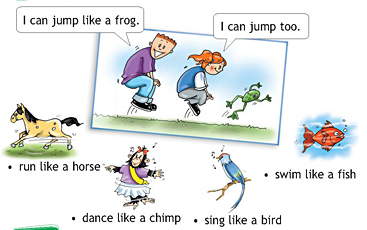 I can jump like a frog.
I can jump too.
• run like a horse
• swim like a fish
• dance like a chimp
• sing like a bird